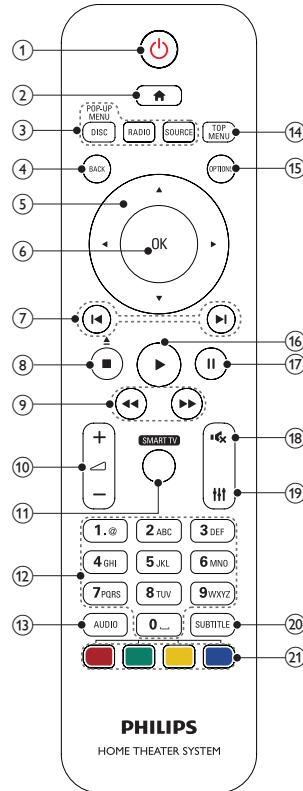 1
2
POP-UP
MENU
3 DISC RADIO SOURCE TOP
MENU 14
4 BACK OPTIONS 15
5
6 OK
7
16
8 17
9
SMART TV
10 + − 18
11 19
1.@ 2 ABC 3 DEF
12 4 GHI 5 JKL 6 MNO
7 PQRS 8 TUV 9 WXYZ
13 AUDIO 0 SUBTITLE 20
21
PHILIPS
HOME THEATER SYSTEM